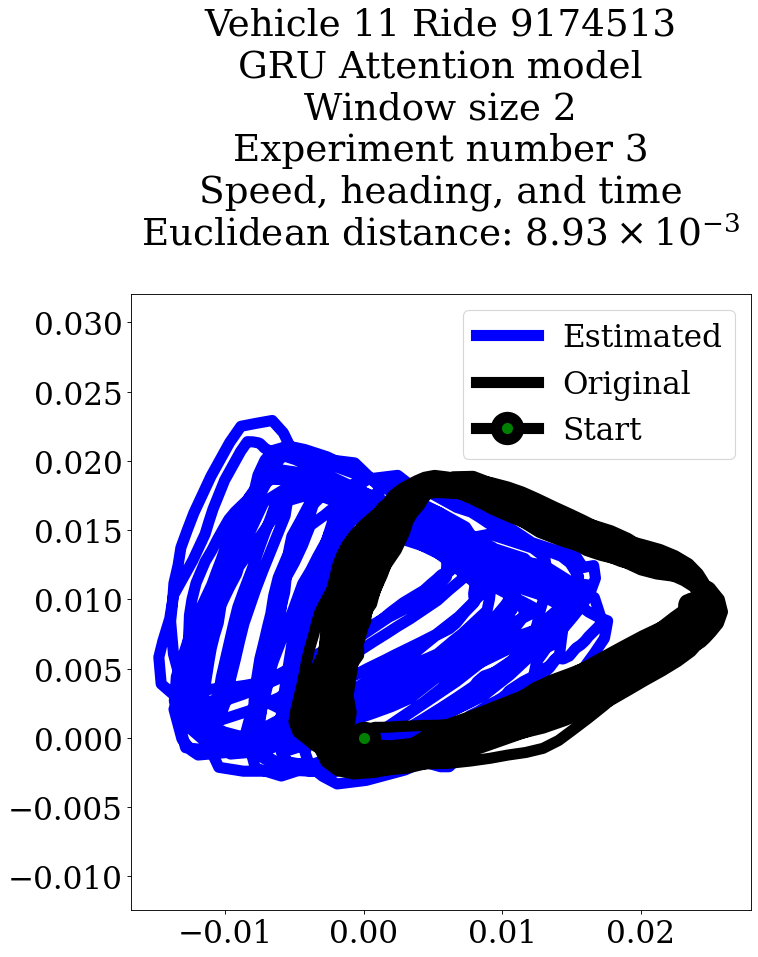 Vehicle 11 Ride 9174513
GRU Attention model
Window size 2
Experiment number 3
Speed, heading, and time
Euclidean distance: 8.93 × 10⁻³
Estimated
Original
Start
0.030
0.025
0.020
0.015
0.010
0.005
0.000
−0.005
−0.010
−0.01 0.00 0.01 0.02